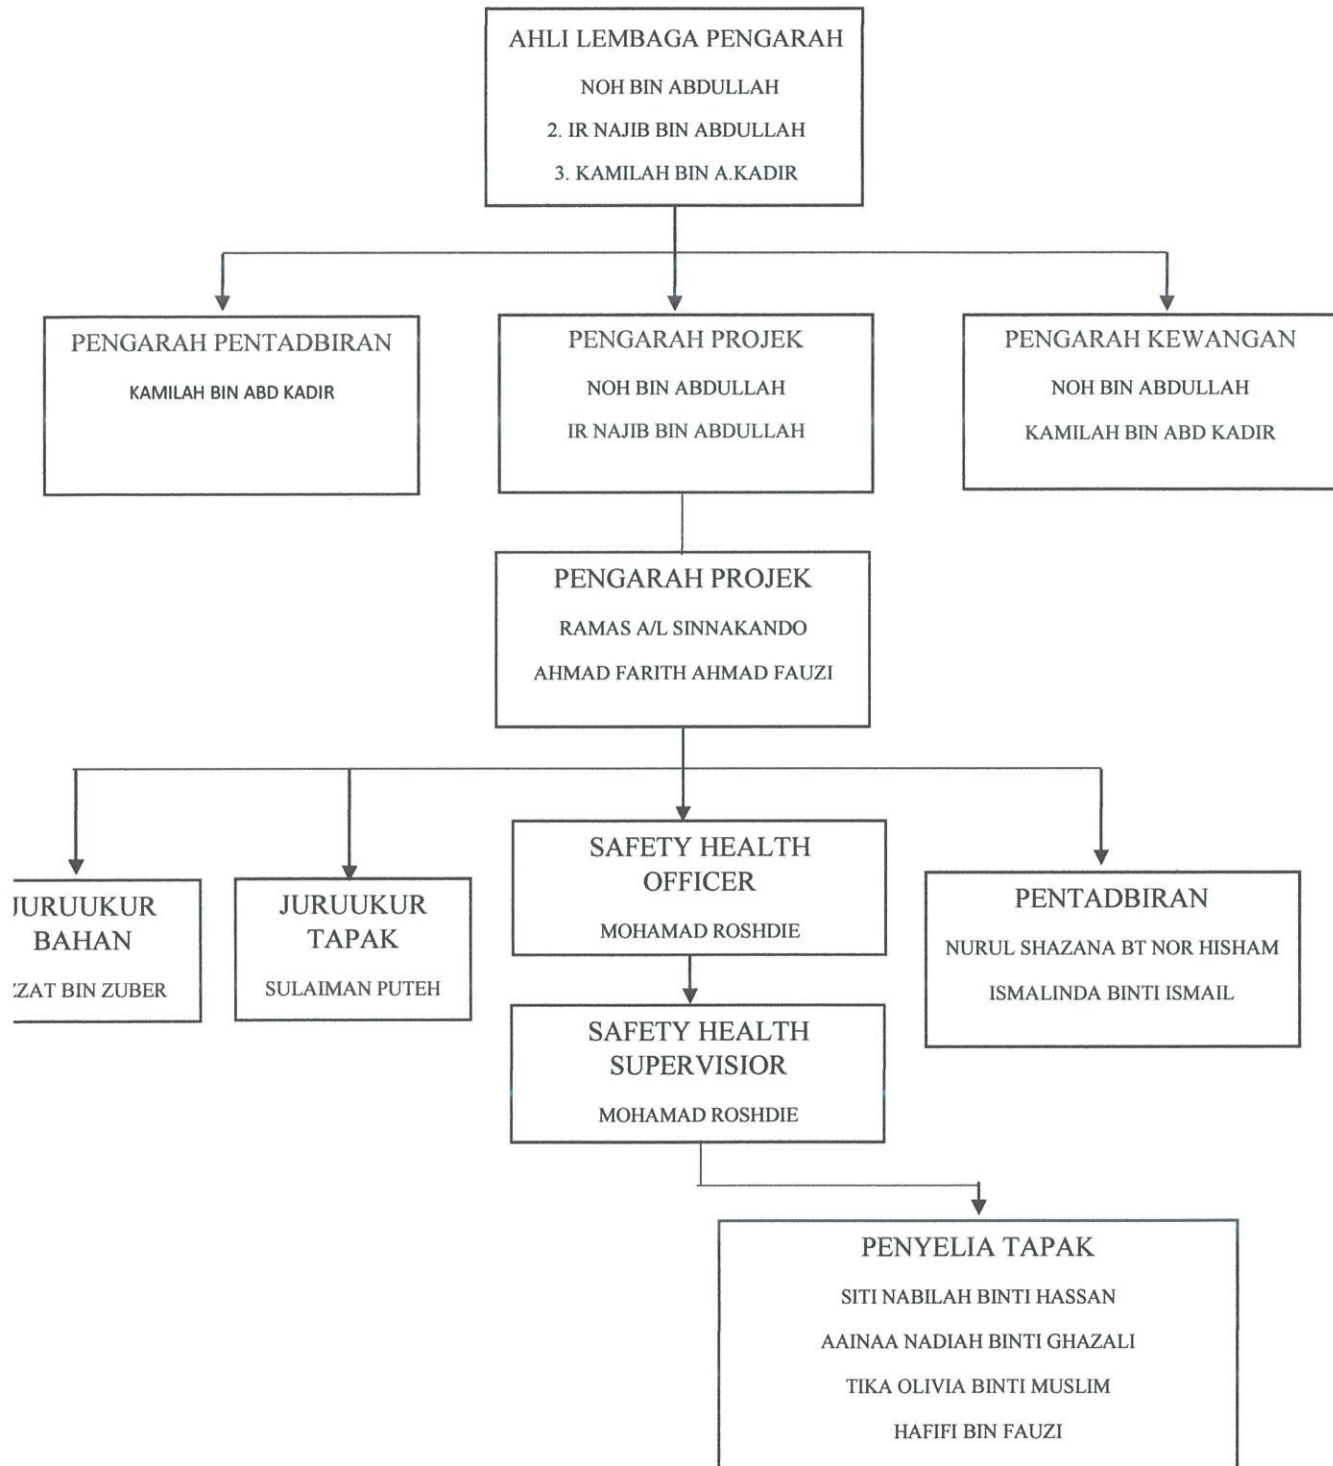 AHLI LEMBAGA PENGARAH
NOH BIN ABDULLAH
2. IR NAJIB BIN ABDULLAH
3. KAMILAH BIN A.KADIR
PENGARAH PENTADBIRAN
KAMILAH BIN ABD KADIR
PENGARAH PROJEK
NOH BIN ABDULLAH
IR NAJIB BIN ABDULLAH
PENGARAH KEWANGAN
NOH BIN ABDULLAH
KAMILAH BIN ABD KADIR
PENGARAH PROJEK
RAMAS A/L SINNAKANDO
AHMAD FARITH AHMAD FAUZI
JURUUKUR
BAHAN
BIN ZUBER
JURUUKUR
TAPAK
SULAIMAN PUTEH
SAFETY HEALTH
OFFICER
MOHAMAD ROSHDIE
PENTADBIRAN
NURUL SHAZANA BT NOR HISHAM
ISMALINDA BINTI ISMAIL
SAFETY HEALTH
SUPERVISIOR
MOHAMAD ROSHDIE
PENYELIA TAPAK
SITI NABILAH BINTI HASSAN
AAINAA NADIAH BINTI GHAZALI
TIKA OLIVIA BINTI MUSLIM
HAFIFI BIN FAUZI